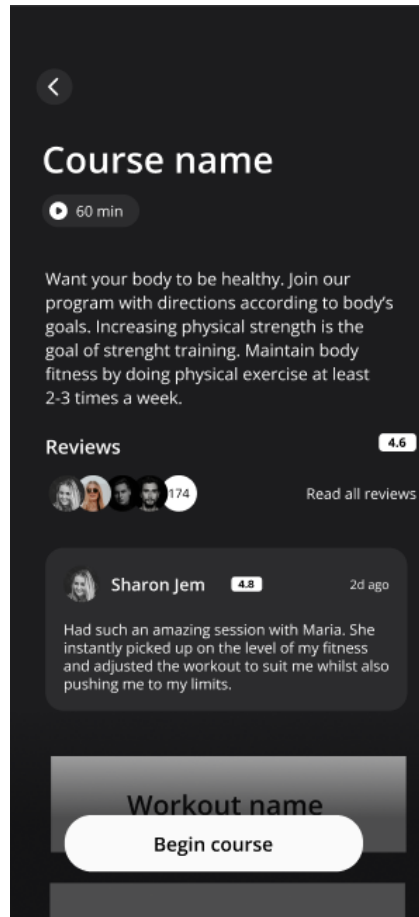 Course name
60 min
Want your body to be healthy. Join our
program with directions according to body’s
goals. Increasing physical strength is the
goal of strenght training. Maintain body
fitness by doing physical exercise at least
2-3 times a week.
Reviews
4.6
174
Read all reviews
Sharon Jem
4.8
2d ago
Had such an amazing session with Maria. She
instantly picked up on the level of my fitness
and adjusted the workout to suit me whilst also
pushing me to my limits.
Workout name
Begin course